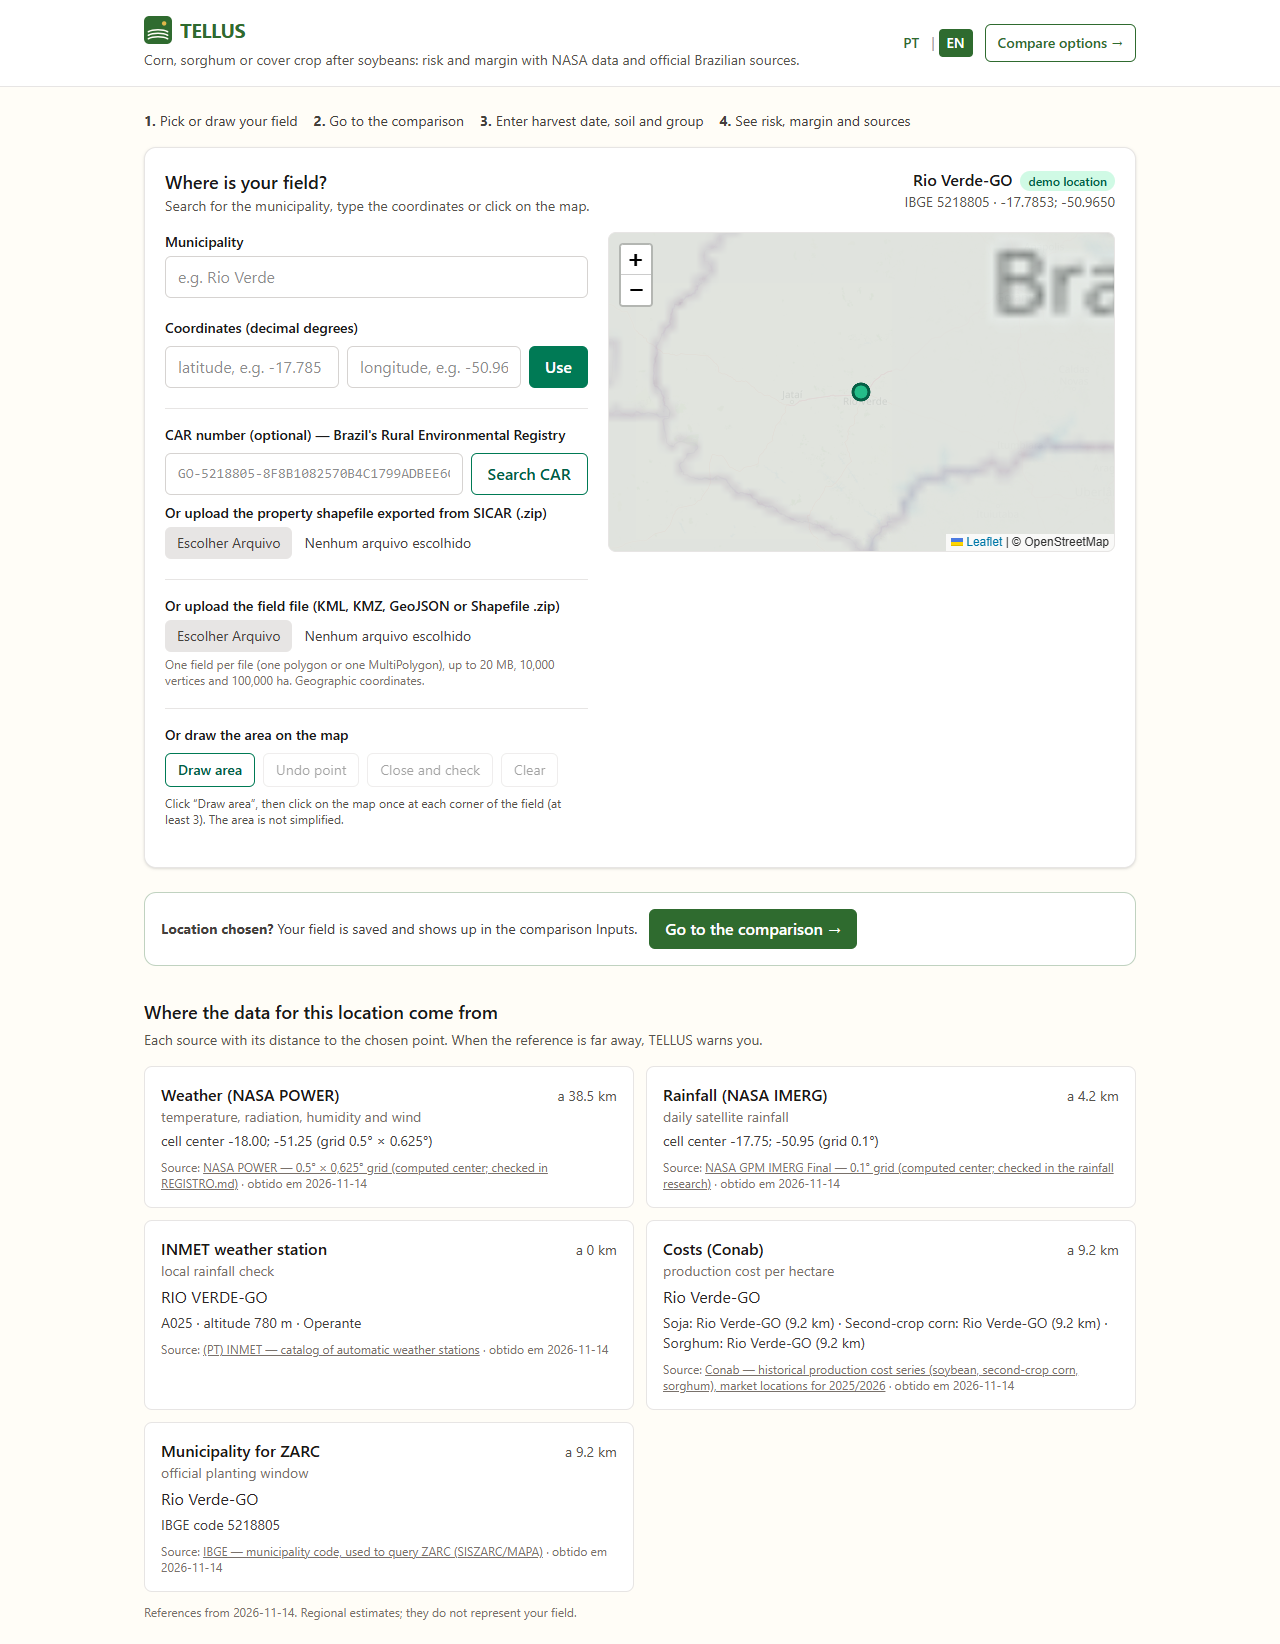 TELLUS
Corn, sorghum or cover crop after soybeans: risk and margin with NASA data and official Brazilian sources.
PT | EN
Compare options →
1. Pick or draw your field 2. Go to the comparison 3. Enter harvest date, soil and group 4. See risk, margin and sources
Where is your field?
Search for the municipality, type the coordinates or click on the map.
Rio Verde-GO demo location
IBGE 5218805 · -17.7853; -50.9650
Municipality
e.g. Rio Verde
Coordinates (decimal degrees)
latitude, e.g. -17.785
longitude, e.g. -50.96
Use
CAR number (optional) — Brazil's Rural Environmental Registry
GO-5218805-8F8B1082570B4C1799ADBEE6
Search CAR
Or upload the property shapefile exported from SICAR (.zip)
Escolher Arquivo Nenhum arquivo escolhido
Or upload the field file (KML, KMZ, GeoJSON or Shapefile .zip)
Escolher Arquivo Nenhum arquivo escolhido
One field per file (one polygon or one MultiPolygon), up to 20 MB, 10,000
vertices and 100,000 ha. Geographic coordinates.
Or draw the area on the map
Draw area
Undo point
Close and check
Clear
Click “Draw area”, then click on the map once at each corner of the field (at
least 3). The area is not simplified.
+
−
Bra
Jataí
Rio Verde
Leaflet | © OpenStreetMap
Location chosen? Your field is saved and shows up in the comparison Inputs.
Go to the comparison →
Where the data for this location come from
Each source with its distance to the chosen point. When the reference is far away, TELLUS warns you.
Weather (NASA POWER)
a 38.5 km
temperature, radiation, humidity and wind
cell center -18.00; -51.25 (grid 0.5° × 0.625°)
Source: NASA POWER — 0.5° × 0,625° grid (computed center; checked in
REGISTRO.md) · obtido em 2026-11-14
Rainfall (NASA IMERG)
a 4.2 km
daily satellite rainfall
cell center -17.75; -50.95 (grid 0.1°)
Source: NASA GPM IMERG Final — 0.1° grid (computed center; checked in the rainfall
research) · obtido em 2026-11-14
INMET weather station
a 0 km
local rainfall check
RIO VERDE-GO
A025 · altitude 780 m · Operante
Source: (PT) INMET — catalog of automatic weather stations · obtido em 2026-11-14
Costs (Conab)
a 9.2 km
production cost per hectare
Rio Verde-GO
Soja: Rio Verde-GO (9.2 km) · Second-crop corn: Rio Verde-GO (9.2 km) ·
Sorghum: Rio Verde-GO (9.2 km)
Source: Conab — historical production cost series (soybean, second-crop corn,
sorghum), market locations for 2025/2026 · obtido em 2026-11-14
Municipality for ZARC
a 9.2 km
official planting window
Rio Verde-GO
IBGE code 5218805
Source: IBGE — municipality code, used to query ZARC (SISZARC/MAPA) · obtido em
2026-11-14
References from 2026-11-14. Regional estimates; they do not represent your field.